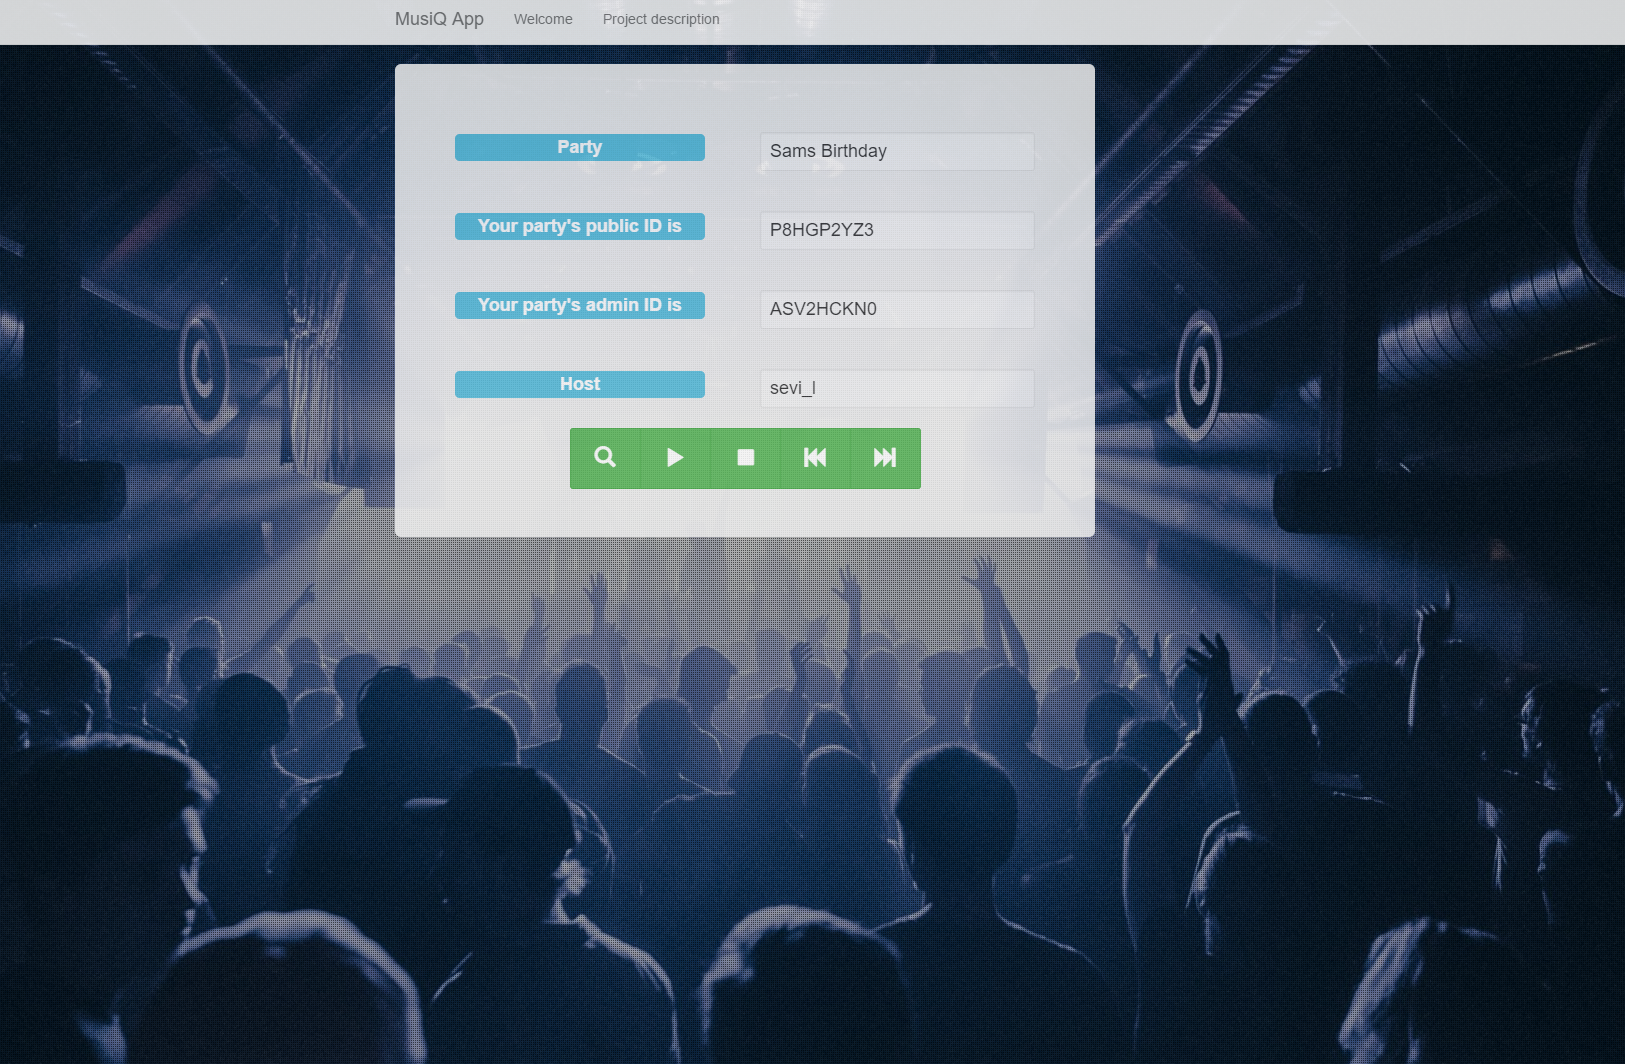 MusiQ App Welcome Project description
Party Sams Birthday
Your party's public ID is P8HGP2YZ3
Your party's admin ID is ASV2HCKN0
Host sevi_l